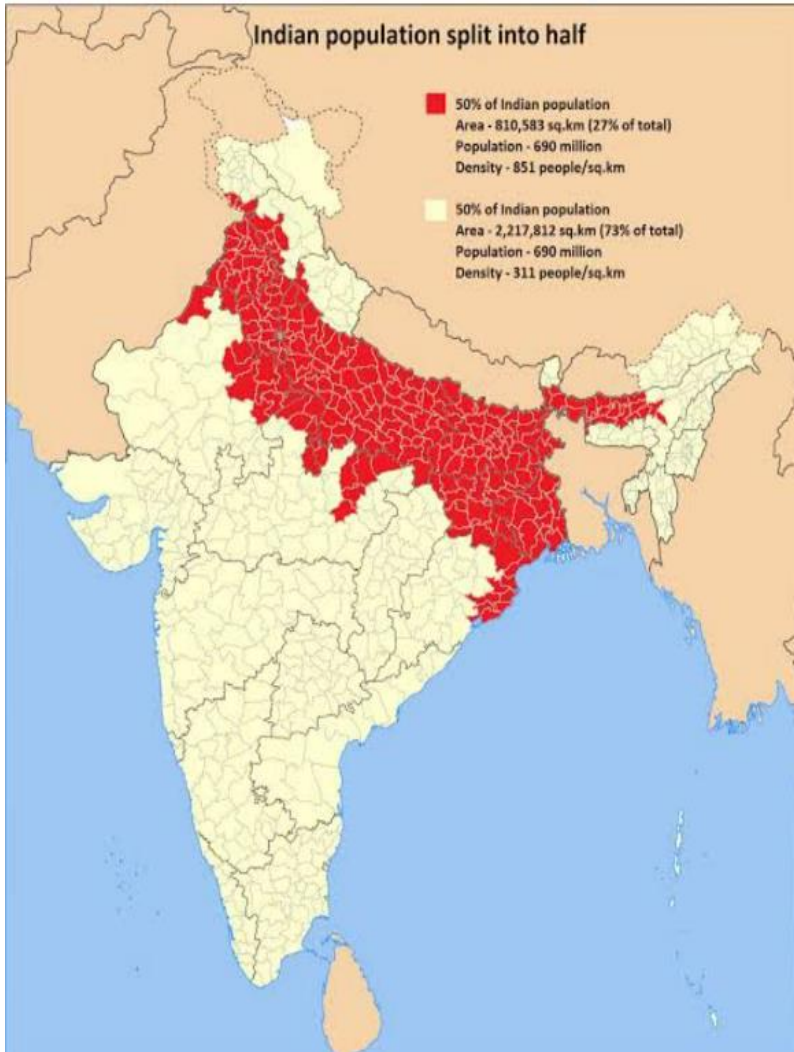 Indian population split into half
50% of Indian population
Area - 810,583 sq.km (27% of total)
Population - 690 million
Density - 851 people/sq.km
50% of Indian population
Area - 2,217,812 sq.km (73% of total)
Population - 690 million
Density - 311 people/sq.km